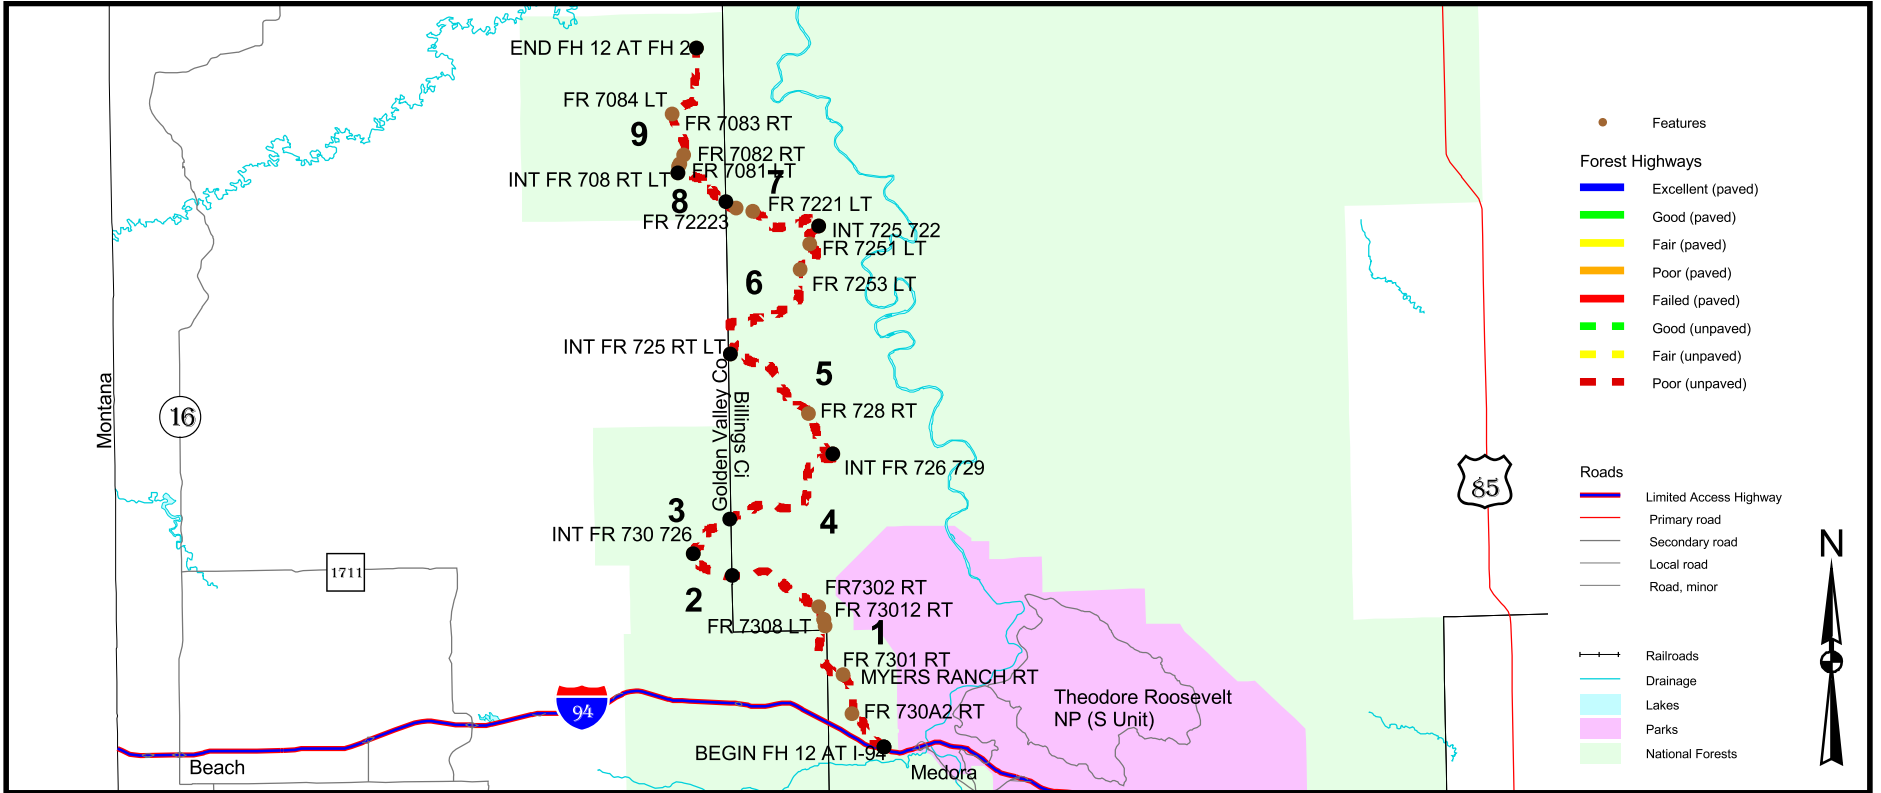 END FH 12 AT FH 2
FR 7084 LT
FR 7083 RT
9
FR 7082 RT
FR 7081 LT
INT FR 708 RT LT
7
8
FR 7221 LT
FR 72223
INT 725 722
FR 7251 LT
6
FR 7253 LT
INT FR 725 RT LT
5
Golden Valley Co
Billings Ci
FR 728 RT
INT FR 726 729
3
4
INT FR 730 726
2
FR7302 RT
FR 73012 RT
FR 7308 LT
1
FR 7301 RT
MYERS RANCH RT
FR 730A2 RT
BEGIN FH 12 AT I-94
Medora
Theodore Roosevelt
NP (S Unit)
Montana
16
1711
94
Beach
85
Features
Forest Highways
Excellent (paved)
Good (paved)
Fair (paved)
Poor (paved)
Failed (paved)
Good (unpaved)
Fair (unpaved)
Poor (unpaved)
Roads
Limited Access Highway
Primary road
Secondary road
Local road
Road, minor
Railroads
Drainage
Lakes
Parks
National Forests
N